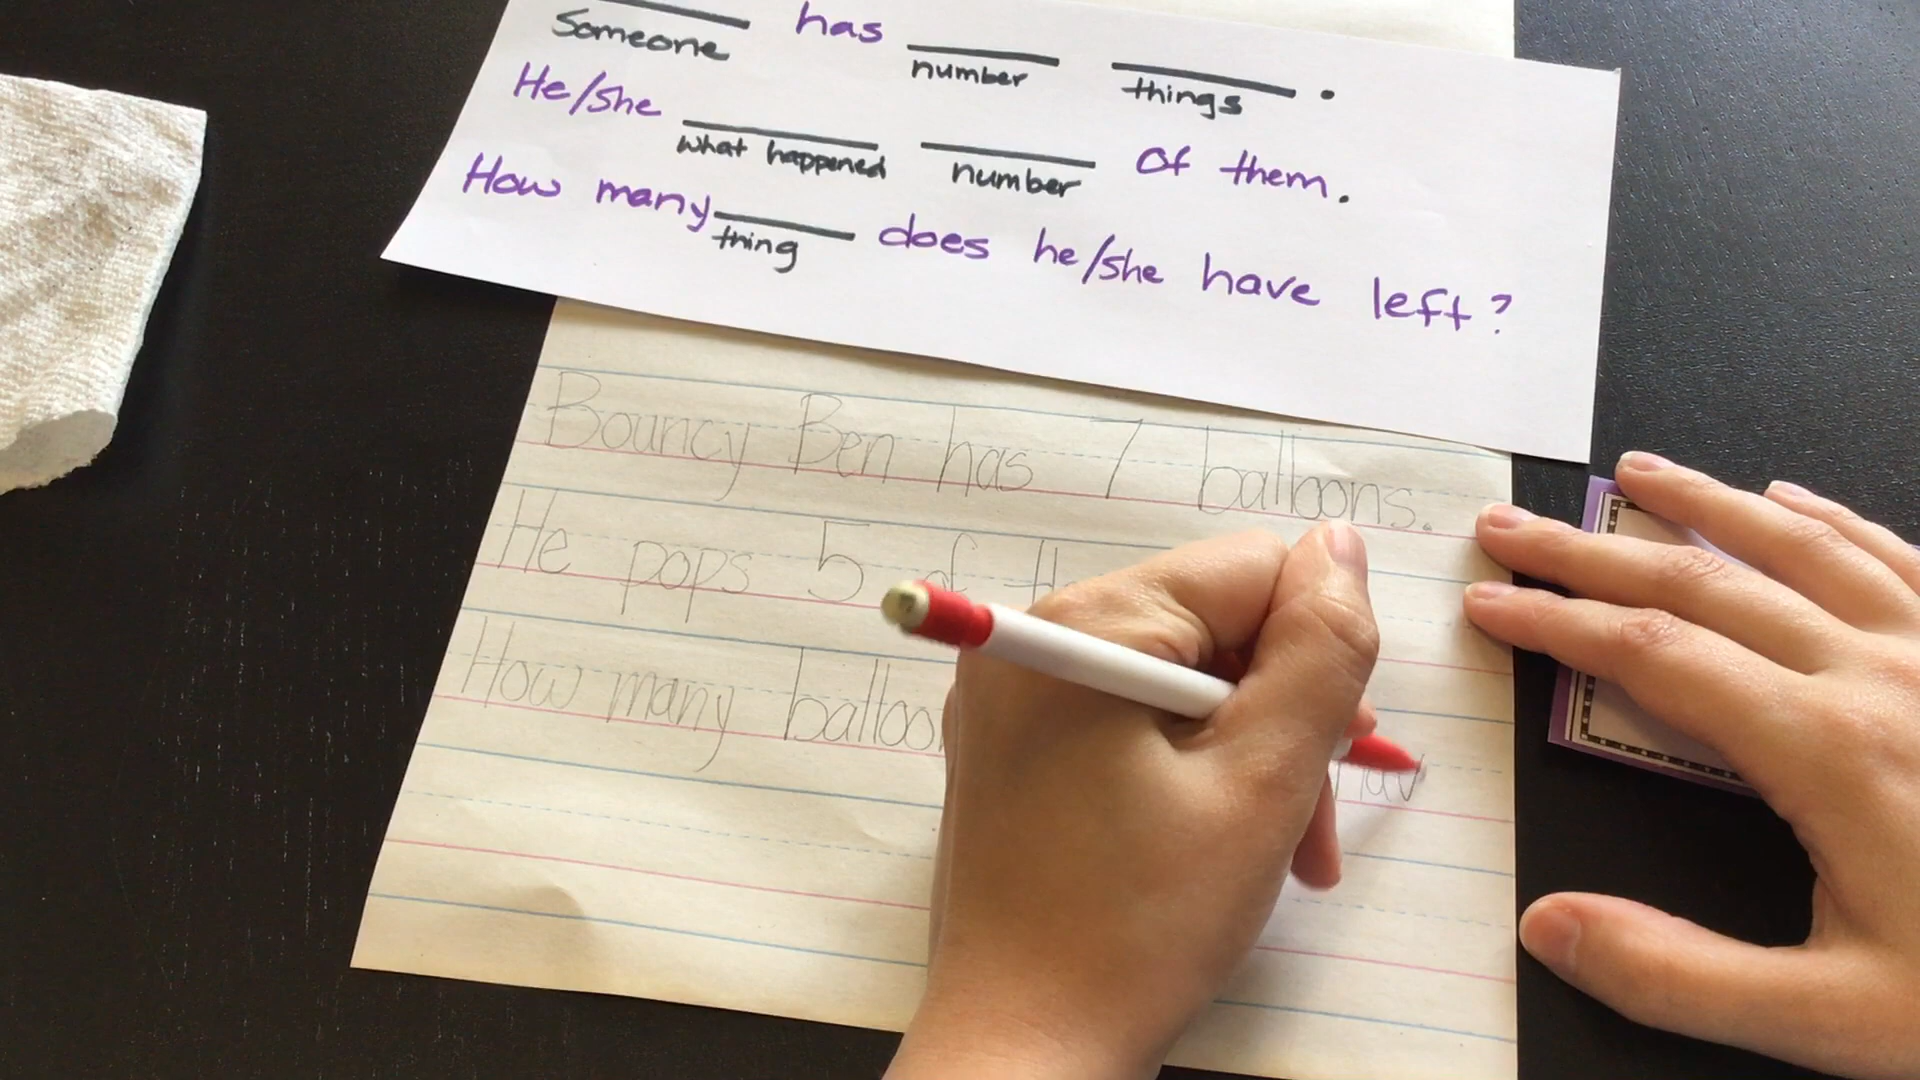 Someone has number things.
He/she what happened number of them.
How many thing does he/she have left?
Bouncy Ben has 7 balloons.
He pops 5 of
How many